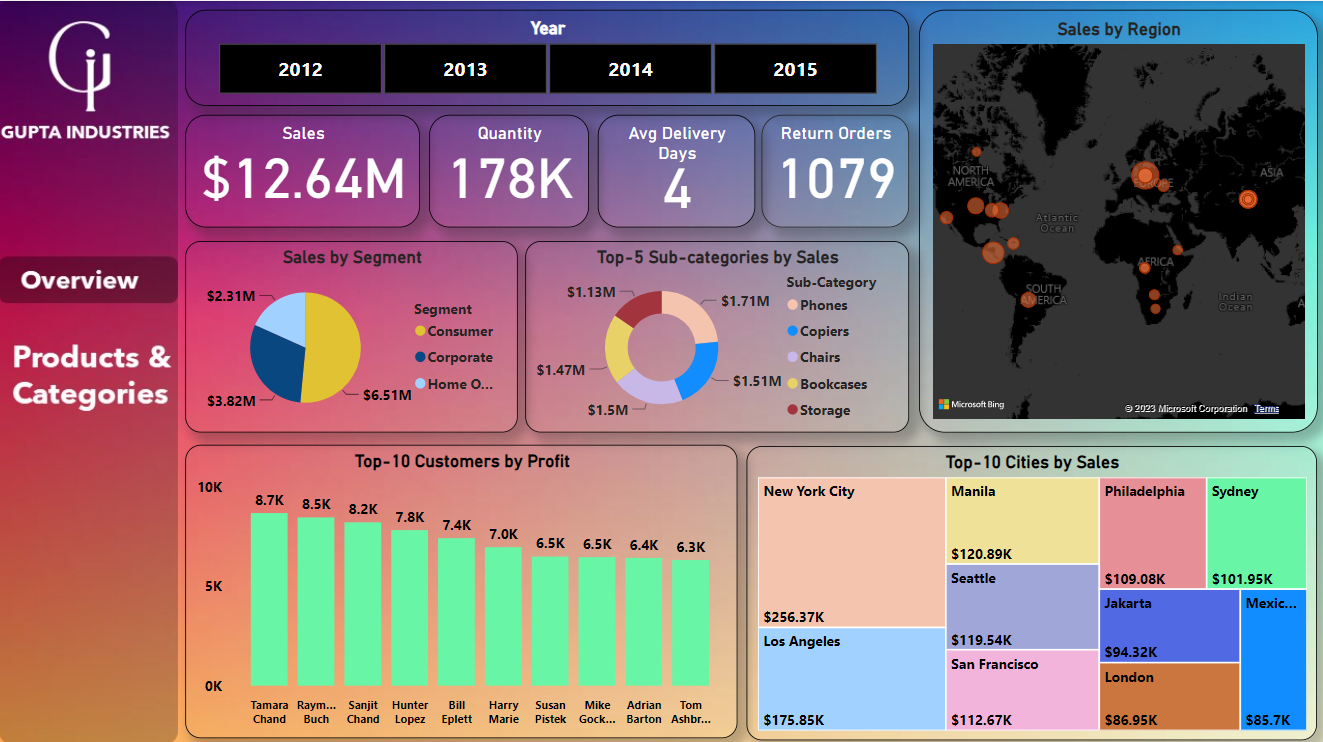 GUPTA INDUSTRIES
Overview
Products &
Categories
Year
2012
2013
2014
2015
Sales
$12.64M
Quantity
178K
Avg Delivery
Days
4
Return Orders
1079
Sales by Region
NORTH
AMERICA
EUROPE
ASIA
Atlantic
Ocean
AFRICA
SOUTH
AMERICA
Indian
Ocean
A
Microsoft Bing
© 2023 Microsoft Corporation Terms
Sales by Segment
$2.31M
$3.82M
$6.51M
Segment
Consumer
Corporate
Home O...
Top-5 Sub-categories by Sales
$1.13M
$1.71M
$1.47M
$1.51M
$1.5M
Sub-Category
Phones
Copiers
Chairs
Bookcases
Storage
Top-10 Customers by Profit
10K
5K
0K
8.7K
8.5K
8.2K
7.8K
7.4K
7.0K
6.5K
6.5K
6.4K
6.3K
Tamara
Chand
Raym...
Buch
Sanjit
Chand
Hunter
Lopez
Bill
Eplett
Harry
Marie
Susan
Pistek
Mike
Gock...
Adrian
Barton
Tom
Ashbr...
Top-10 Cities by Sales
New York City
$256.37K
Los Angeles
$175.85K
Manila
$120.89K
Seattle
$119.54K
San Francisco
$112.67K
Philadelphia
$109.08K
Sydney
$101.95K
Jakarta
$94.32K
London
$86.95K
Mexic...
$85.7K